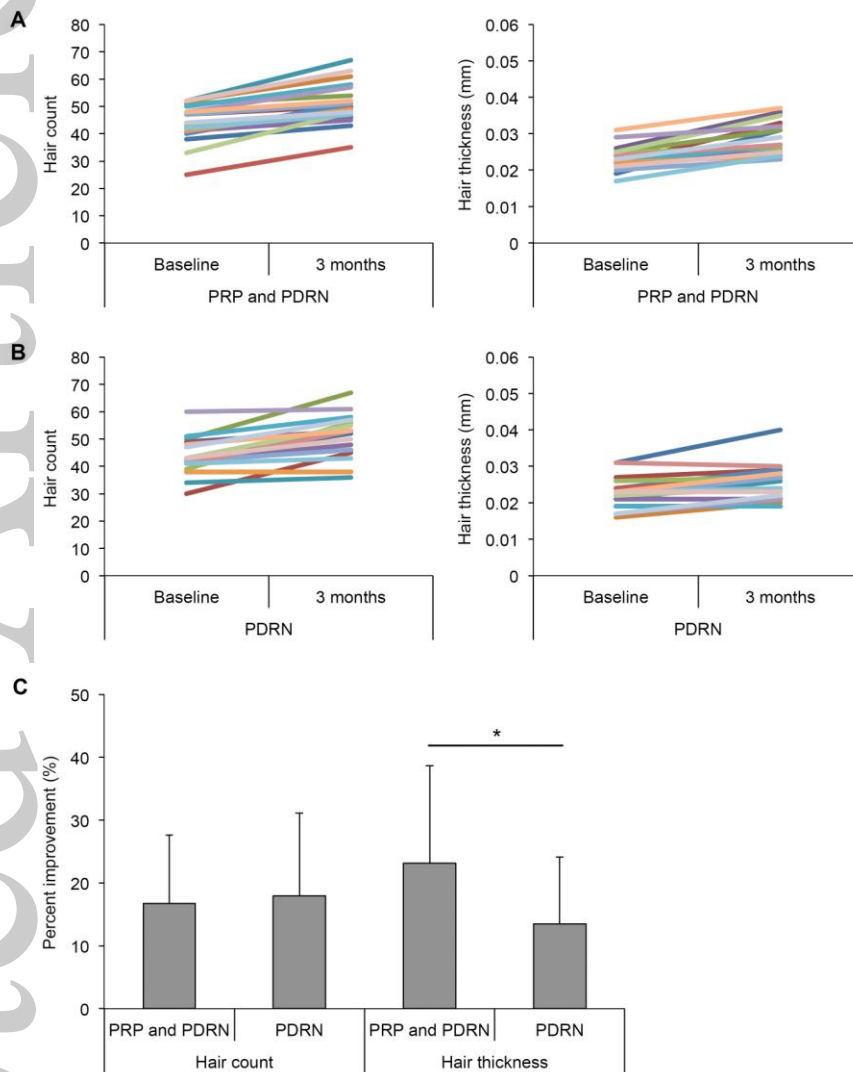 A
80
70
60
50
40
30
20
10
0
Hair count
Baseline
3 months
PRP and PDRN
0.06
0.05
0.04
0.03
0.02
0.01
0
Hair thickness (mm)
Baseline
3 months
PRP and PDRN
B
80
70
60
50
40
30
20
10
0
Hair count
Baseline
3 months
PDRN
0.06
0.05
0.04
0.03
0.02
0.01
0
Hair thickness (mm)
Baseline
3 months
PDRN
C
50
40
30
20
10
0
Percent improvement (%)
*
PRP and PDRN
PDRN
PRP and PDRN
PDRN
Hair count
Hair thickness